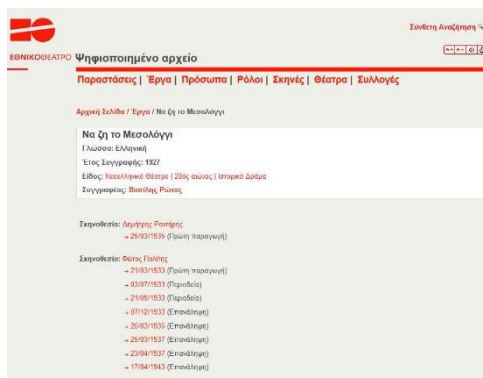 Σύνθετη Αναζήτηση
ΕΘΝΙΚΟΘΕΑΤΡΟ Ψηφιοποιημένο αρχείο
Παραστάσεις | Έργα | Πρόσωπα | Ρόλοι | Σκηνές | Θέατρα | Συλλογές
Αρχική Σελίδα / Έργα / Να ζη το Μεσολόγγι
Να ζη το Μεσολόγγι
Γλώσσα: Ελληνική
Έτος Συγγραφής: 1927
Είδος: Νεοελληνικό Θέατρο | 20ός αιώνας | Ιστορικό Δράμα
Συγγραφέας: Βασίλης Ρώτας
Σκηνοθεσία: Δημήτρης Ροντήρης
→ 25/03/1935 (Πρώτη παραγωγή)
Σκηνοθεσία: Φώτος Πολίτης
→ 21/03/1933 (Πρώτη παραγωγή)
→ 03/07/1933 (Περιοδεία)
→ 21/09/1933 (Περιοδεία)
→ 07/12/1933 (Επανάληψη)
→ 25/03/1935 (Επανάληψη)
→ 25/03/1937 (Επανάληψη)
→ 23/04/1937 (Επανάληψη)
→ 17/04/1943 (Επανάληψη)